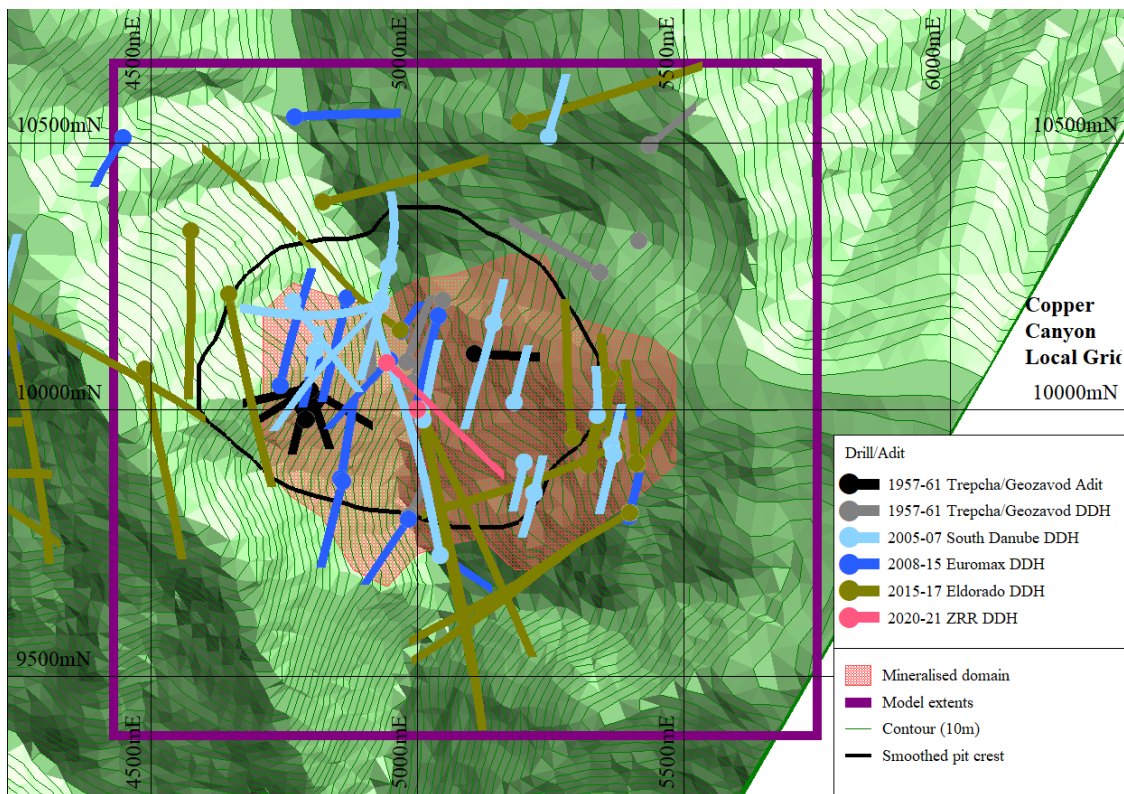 4500mE
5000mE
5500mE
6000mE
10500mN
10500mN
Copper
Canyon
Local Grid
10000mN
10000mN
Drill/Adit
1957-61 Trepcha/Geozavod Adit
1957-61 Trepcha/Geozavod DDH
2005-07 South Danube DDH
2008-15 Euromax DDH
2015-17 Eldorado DDH
2020-21 ZRR DDH
9500mN
Mineralised domain
Model extents
Contour (10m)
Smoothed pit crest
4500mE
5000mE
5500mE